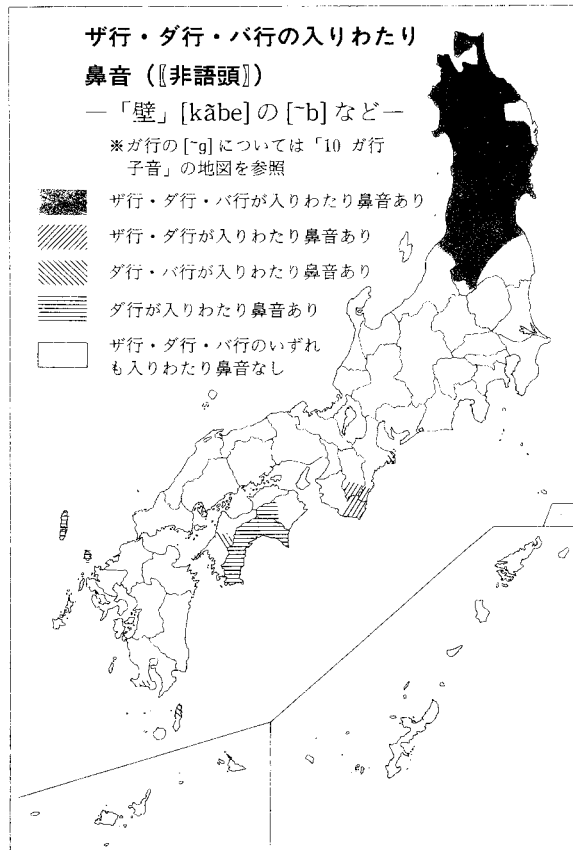 ザ行・ダ行・バ行の入りわたり
鼻音（〖非語頭〗）
―「壁」[kãbe]の[~b]など―
※ガ行の[~g]については「10 ガ行
子音」の地図を参照
ザ行・ダ行・バ行が入りわたり鼻音あり
ザ行・ダ行が入りわたり鼻音あり
ダ行・バ行が入りわたり鼻音あり
ダ行が入りわたり鼻音あり
ザ行・ダ行・バ行のいずれ
も入りわたり鼻音なし